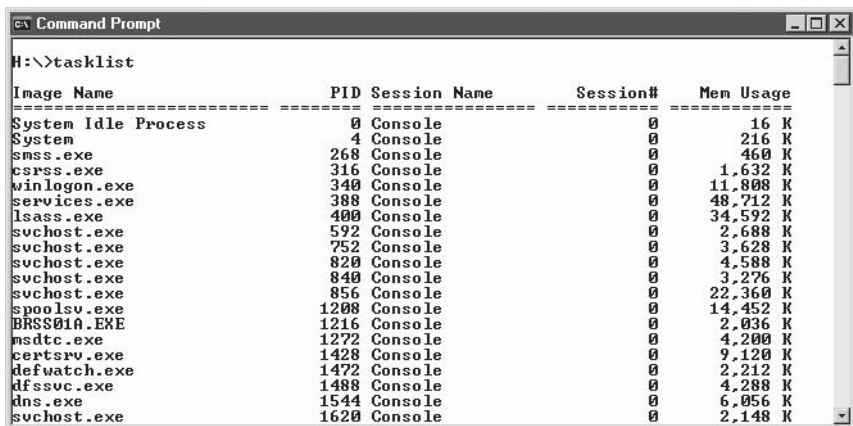 Command Prompt
H:\>tasklist
Image Name                   PID Session Name     Session#    Mem Usage
========================= ====== ================ ======== ============
System Idle Process            0 Console                 0         16 K
System                         4 Console                 0        216 K
smss.exe                     268 Console                 0        460 K
csrss.exe                    316 Console                 0      1,632 K
winlogon.exe                 340 Console                 0     11,808 K
services.exe                 388 Console                 0     48,712 K
lsass.exe                    400 Console                 0     34,592 K
svchost.exe                  592 Console                 0      2,688 K
svchost.exe                  752 Console                 0      3,628 K
svchost.exe                  820 Console                 0      4,588 K
svchost.exe                  840 Console                 0      3,276 K
svchost.exe                  856 Console                 0     22,360 K
spoolsv.exe                 1208 Console                 0     14,452 K
BRSS01A.EXE                 1216 Console                 0      2,036 K
msdtc.exe                   1272 Console                 0      4,200 K
certsrv.exe                 1428 Console                 0      9,120 K
defwatch.exe                1472 Console                 0      2,212 K
dfssvc.exe                  1488 Console                 0      4,288 K
dns.exe                     1544 Console                 0      6,056 K
svchost.exe                 1620 Console                 0      2,148 K